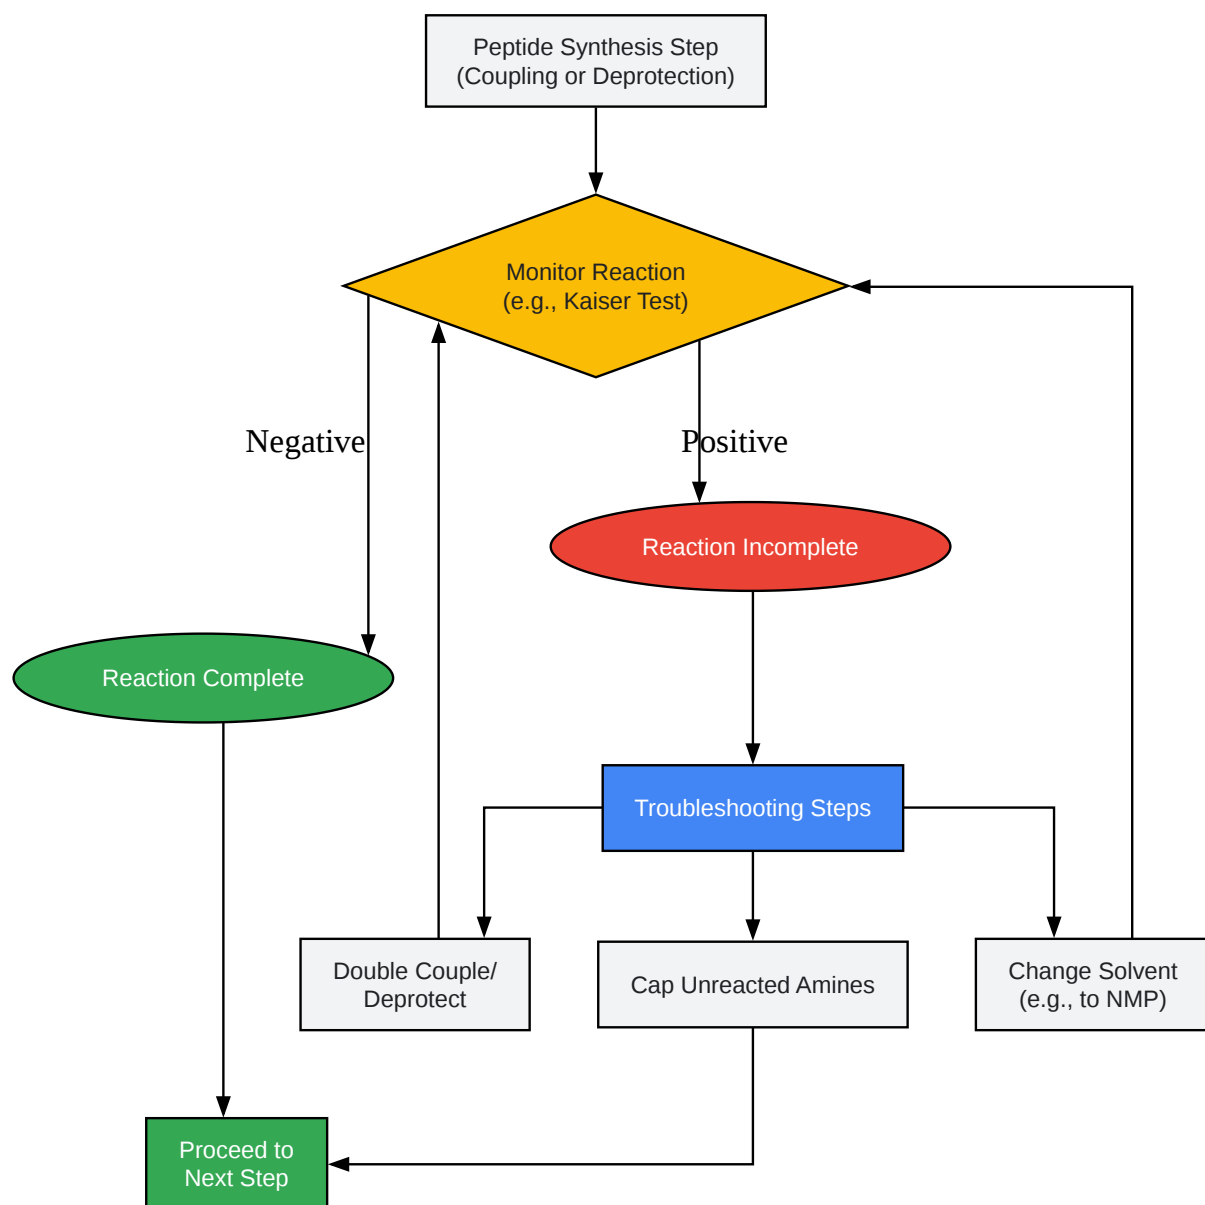 Peptide Synthesis Step
(Coupling or Deprotection)
Monitor Reaction
(e.g., Kaiser Test)
Negative
Positive
Reaction Incomplete
Reaction Complete
Troubleshooting Steps
Double Couple/
Deprotect
Cap Unreacted Amines
Change Solvent
(e.g., to NMP)
Proceed to
Next Step